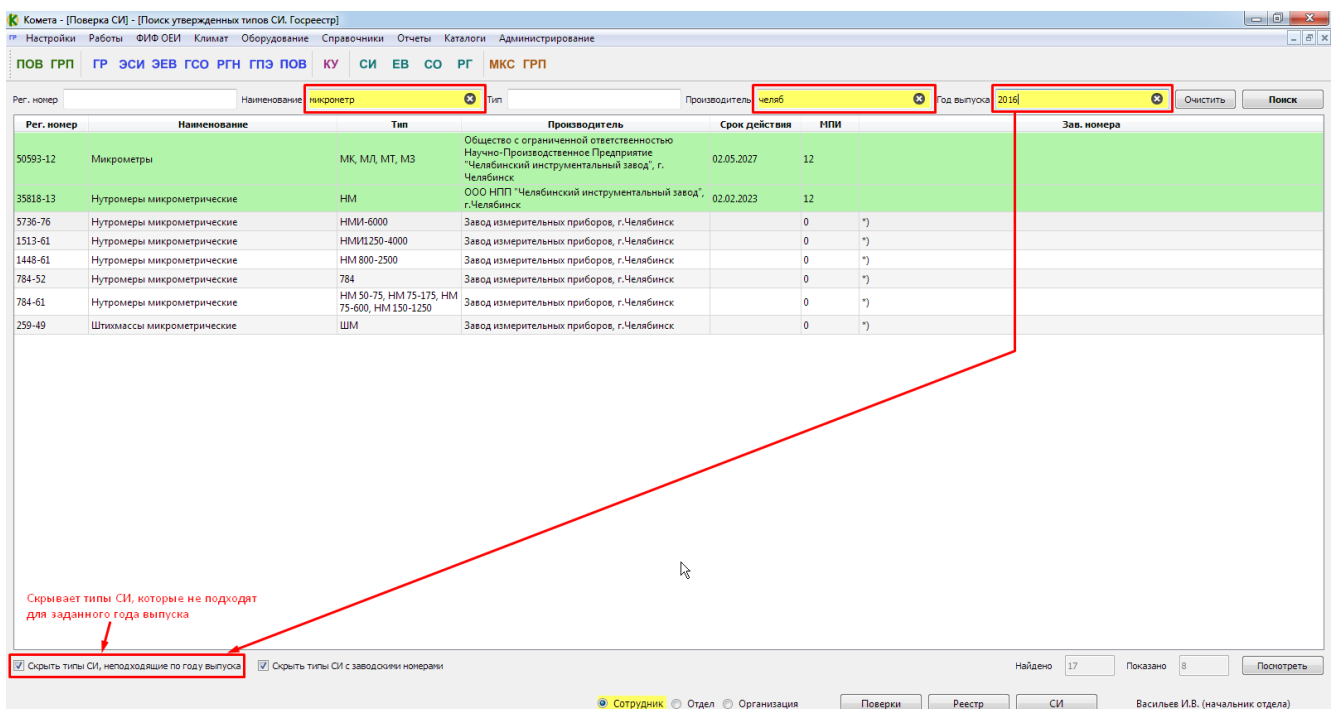 Комета - [Поверка СИ] - [Поиск утвержденных типов СИ. Госреестр]
ГР Настройки Работы ФИФ ОЕИ Климат Оборудование Справочники Отчеты Каталоги Администрирование
ПОВ ГРП ГР ЭСИ ЭЕВ ГСО РГН ГПЭ ПОВ КУ СИ ЕВ СО РГ МКС ГРП
Рег. номер Наименование микрометр Тип Производитель челяб Год выпуска 2016 Очистить Поиск
Рег. номер Наименование Тип Производитель Срок действия МПИ Зав. номера
50593-12 Микрометры МК, МЛ, МТ, МЗ Общество с ограниченной ответственностью
Научно-Производственное Предприятие
"Челябинский инструментальный завод", г.
Челябинск 02.05.2027 12
35818-13 Нутромеры микрометрические НМ ООО НПП "Челябинский инструментальный завод",
г.Челябинск 02.02.2023 12
5736-76 Нутромеры микрометрические НМИ-6000 Завод измерительных приборов, г.Челябинск 0 *)
1513-61 Нутромеры микрометрические НМИ1250-4000 Завод измерительных приборов, г.Челябинск 0 *)
1448-61 Нутромеры микрометрические НМ 800-2500 Завод измерительных приборов, г.Челябинск 0 *)
784-52 Нутромеры микрометрические 784 Завод измерительных приборов, г.Челябинск 0 *)
784-61 Нутромеры микрометрические НМ 50-75, НМ 75-175, НМ
75-600, НМ 150-1250 Завод измерительных приборов, г.Челябинск 0 *)
259-49 Штихмассы микрометрические ШМ Завод измерительных приборов, г.Челябинск 0 *)
Скрывает типы СИ, которые не подходят
для заданного года выпуска
Скрыть типы СИ, неподходящие по году выпуска Скрыть типы СИ с заводскими номерами Найдено 17 Показано 8 Посмотреть
Сотрудник Отдел Организация Поверки Реестр СИ Васильев И.В. (начальник отдела)